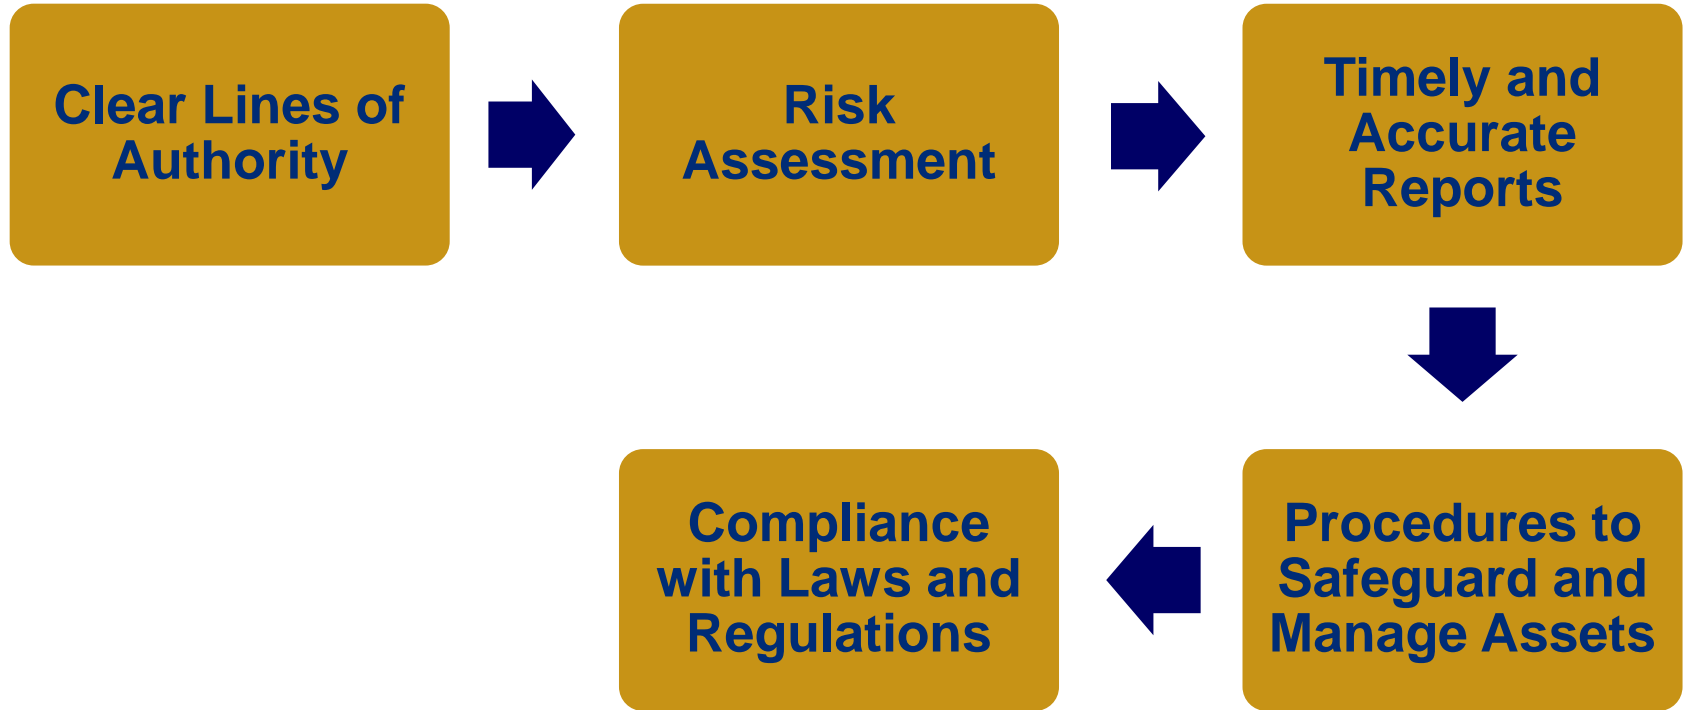 Clear Lines of
Authority
Risk
Assessment
Timely and
Accurate
Reports
Procedures to
Safeguard and
Manage Assets
Compliance
with Laws and
Regulations